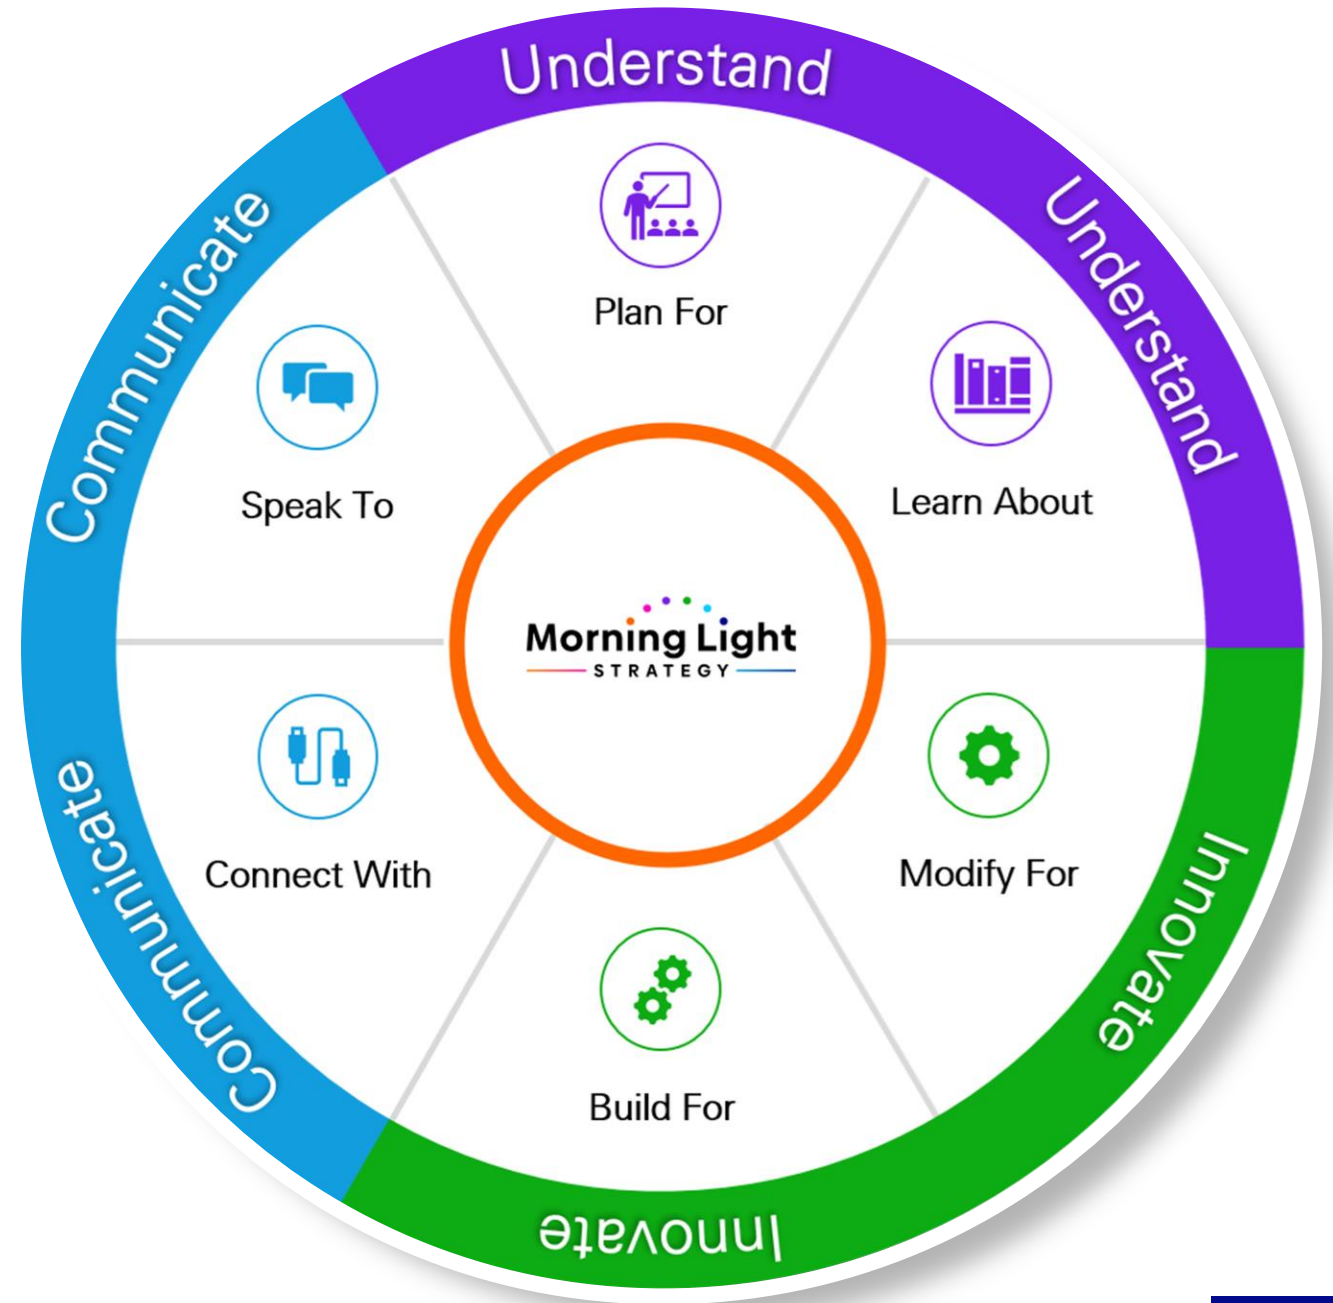 Understand
Understand
Innovate
Innovate
Communicate
Communicate
Plan For
Learn About
Modify For
Build For
Connect With
Speak To
Morning Light
STRATEGY